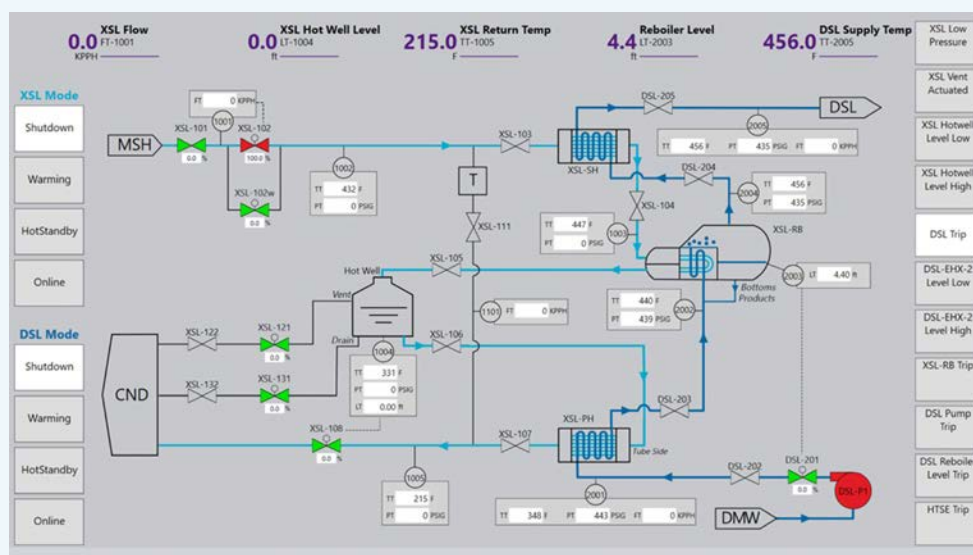 XSL Flow
0.0 FT-1001
KPPH
XSL Hot Well Level
0.0 LT-1004
ft
XSL Return Temp
215.0 TT-1005
F
Reboiler Level
4.4 LT-2003
ft
DSL Supply Temp
456.0 TT-2005
F
XSL Mode
Shutdown
Warming
HotStandby
Online
DSL Mode
Shutdown
Warming
HotStandby
Online
MSH
XSL-101
0.0 %
FT 0 KPPH
1001
XSL-102
100.0 %
XSL-102w
0.0 %
1002
TT 432 F
PT 0 PSIG
T
XSL-111
XSL-103
XSL-SH
DSL-205
DSL
2005
TT 456 F PT 435 PSIG FT 0 KPPH
DSL-204
2004
TT 456 F
PT 435 PSIG
XSL-104
TT 447 F
PT 0 PSIG
1003
XSL-RB
2003
LT 4.40 ft
Bottoms
Products
TT 440 F
PT 439 PSIG
2002
XSL-105
Hot Well
Vent
Drain
1101
FT 0 KPPH
XSL-106
1004
TT 331 F
PT 0 PSIG
LT 0.00 ft
CND
XSL-122
XSL-121
0.0 %
XSL-132
XSL-131
0.0 %
XSL-108
0.0 %
1005
TT 215 F
PT 0 PSIG
XSL-107
XSL-PH
Tube Side
DSL-203
2001
TT 348 F PT 443 PSIG FT 0 KPPH
DSL-202
DSL-201
0.0 %
DSL-P1
DMW
XSL Low
Pressure
XSL Vent
Actuated
XSL Hotwell
Level Low
XSL Hotwell
Level High
DSL Trip
DSL-EHX-2
Level Low
DSL-EHX-2
Level High
XSL-RB Trip
DSL Pump
Trip
DSL Reboiler
Level Trip
HTSE Trip